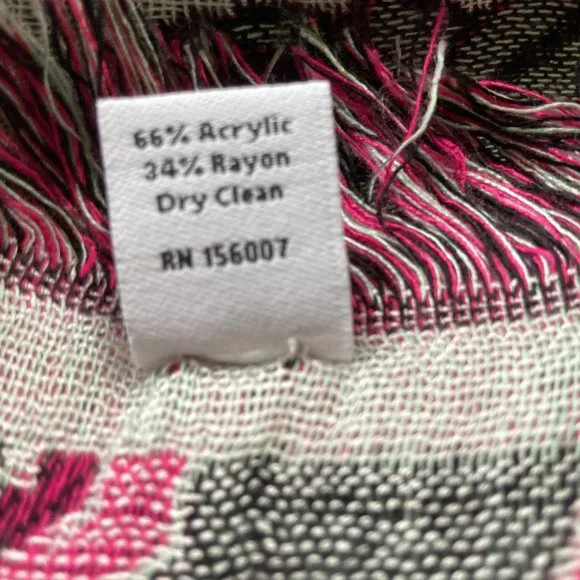 66% Acrylic
34% Rayon
Dry Clean
RN 156007